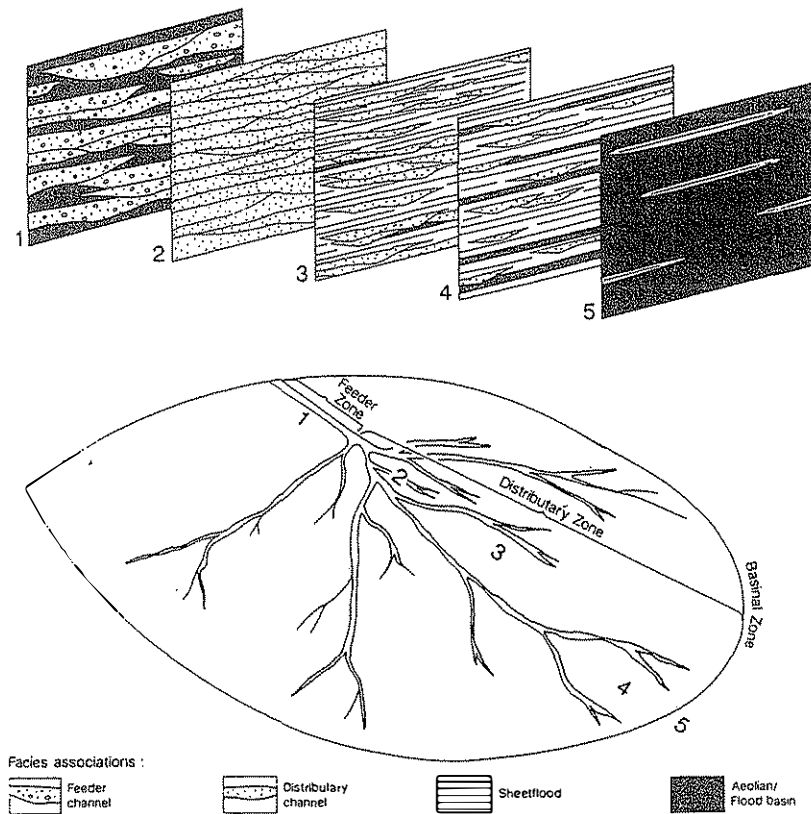 1
2
3
4
5
Feeder
Zone
1
2
Distributary Zone
3
Basinal Zone
4
5
Facies associations :
Feeder
channel
Distributary
channel
Sheetflood
Aeolian/
Flood basin